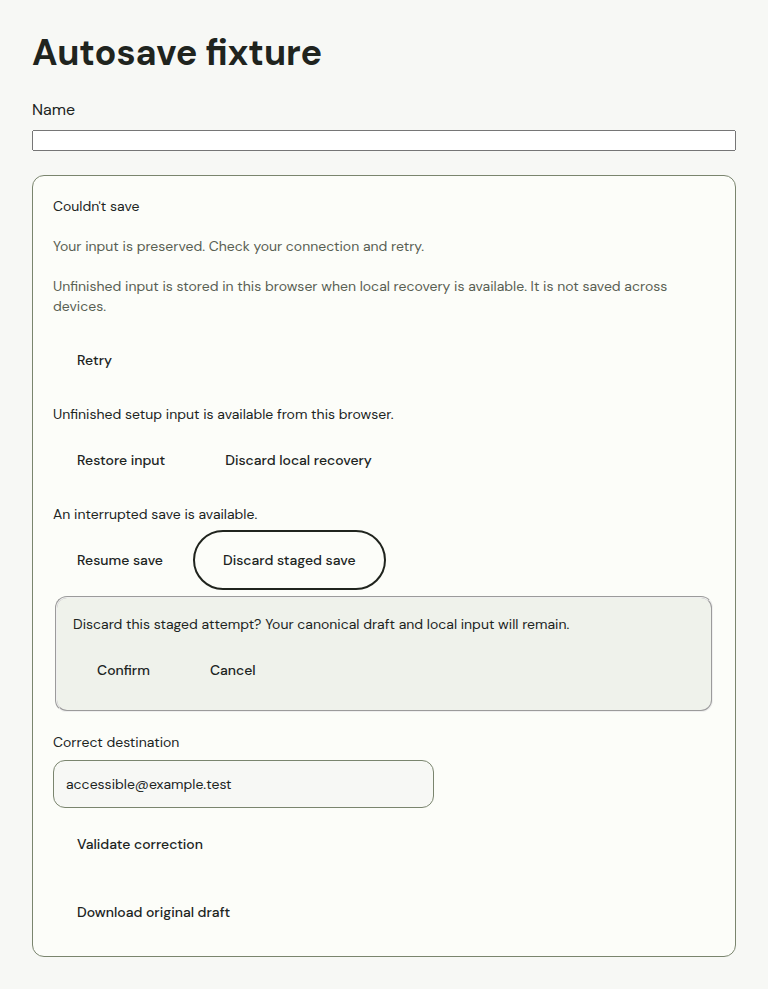 Autosave fixture
Name
Couldn't save
Your input is preserved. Check your connection and retry.
Unfinished input is stored in this browser when local recovery is available. It is not saved across
devices.
Retry
Unfinished setup input is available from this browser.
Restore input Discard local recovery
An interrupted save is available.
Resume save Discard staged save
Discard this staged attempt? Your canonical draft and local input will remain.
Confirm Cancel
Correct destination
accessible@example.test
Validate correction
Download original draft